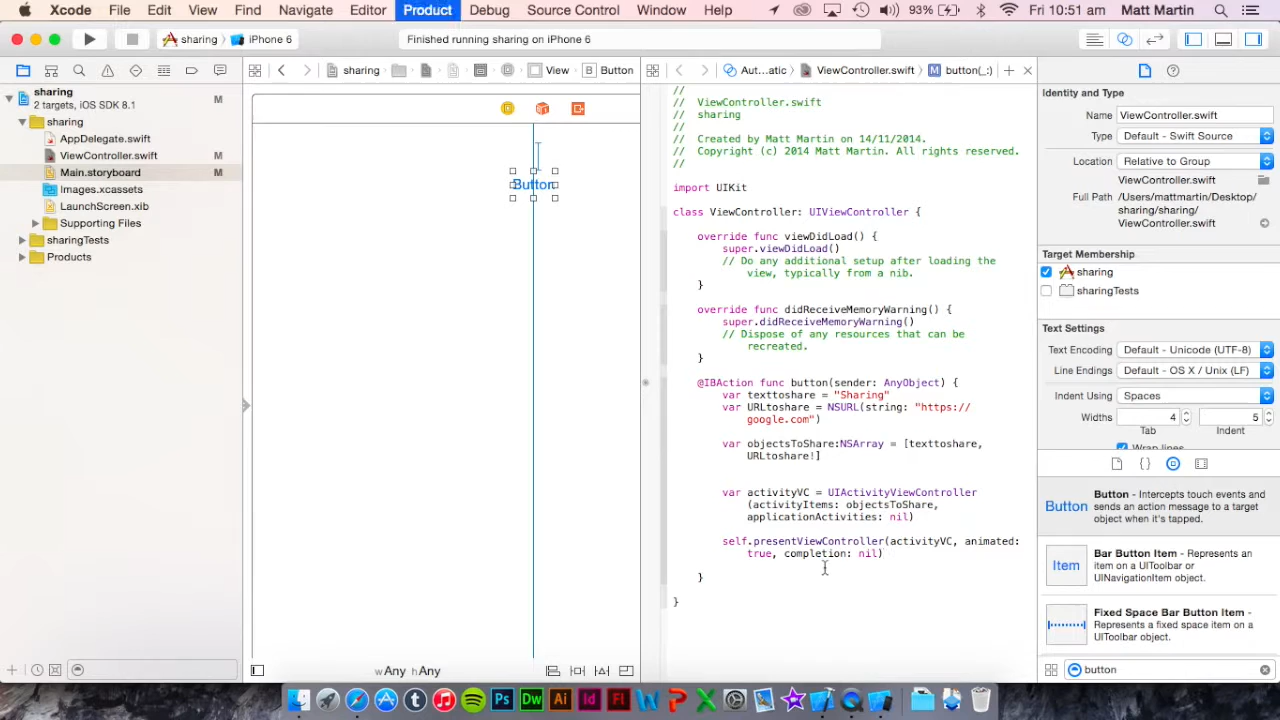 Xcode File Edit View Find Navigate Editor Product Debug Source Control Window 93% Fri 10:51 am Matt Martin
sharing iPhone 6 Finished running sharing on iPhone 6
sharing View B Button Aut...atic ViewController.swift M button(_:)
sharing M
2 targets, iOS SDK 8.1
sharing
AppDelegate.swift
ViewController.swift M
Main.storyboard M
Images.xcassets
LaunchScreen.xib
Supporting Files
sharingTests
Products
Button
wAny hAny
//
// ViewController.swift
// sharing
//
// Created by Matt Martin on 14/11/2014.
// Copyright (c) 2014 Matt Martin. All rights reserved.
//
import UIKit
class ViewController: UIViewController {
override func viewDidLoad() {
super.viewDidLoad()
// Do any additional setup after loading the
view, typically from a nib.
}
override func didReceiveMemoryWarning() {
super.didReceiveMemoryWarning()
// Dispose of any resources that can be
recreated.
}
@IBAction func button(sender: AnyObject) {
var texttoshare = "Sharing"
var URLtoshare = NSURL(string: "https://
google.com")
var objectsToShare:NSArray = [texttoshare,
URLtoshare!]
var activityVC = UIActivityViewController
(activityItems: objectsToShare,
applicationActivities: nil)
self.presentViewController(activityVC, animated:
true, completion: nil)
}
}
Identity and Type
Name ViewController.swift
Type Default - Swift Source
Location Relative to Group
ViewController.swift
Full Path /Users/mattmartin/Desktop/
sharing/sharing/
ViewController.swift
Target Membership
sharing
sharingTests
Text Settings
Text Encoding Default - Unicode (UTF-8)
Line Endings Default - OS X / Unix (LF)
Indent Using Spaces
Widths 4 5
Tab Indent
Wrap lines
Button Button - Intercepts touch events and
sends an action message to a target
object when it's tapped.
Item Bar Button Item - Represents an
item on a UIToolbar or
UINavigationItem object.
Fixed Space Bar Button Item -
Represents a fixed space item on a
UIToolbar object.
button
t Ps Dw Ai Id Fl W P X